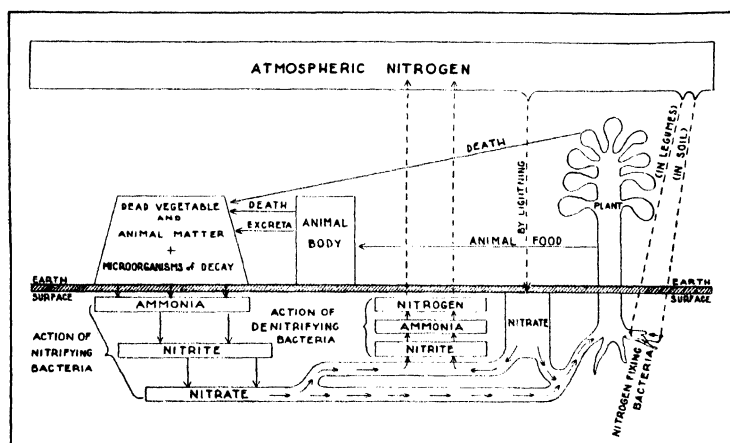 ATMOSPHERIC NITROGEN
DEATH
(IN LEGUMES)
(IN SOIL)
BY LIGHTNING
PLANT
DEAD VEGETABLE
AND
ANIMAL MATTER
+
MICROORGANISMS of DECAY
DEATH
EXCRETA
ANIMAL
BODY
ANIMAL FOOD
EARTH
SURFACE
EARTH
SURFACE
AMMONIA
NITRITE
NITRATE
ACTION OF
NITRIFYING
BACTERIA
ACTION OF
DENITRIFYING
BACTERIA
NITROGEN
AMMONIA
NITRITE
NITRATE
NITROGEN FIXING
BACTERIA